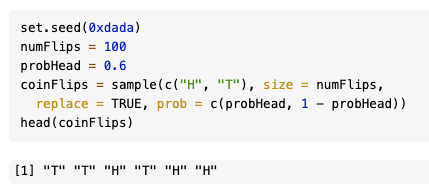 set.seed(0xdada)
numFlips = 100
probHead = 0.6
coinFlips = sample(c("H", "T"), size = numFlips,
  replace = TRUE, prob = c(probHead, 1 - probHead))
head(coinFlips)
[1] "T" "T" "H" "T" "H" "H"